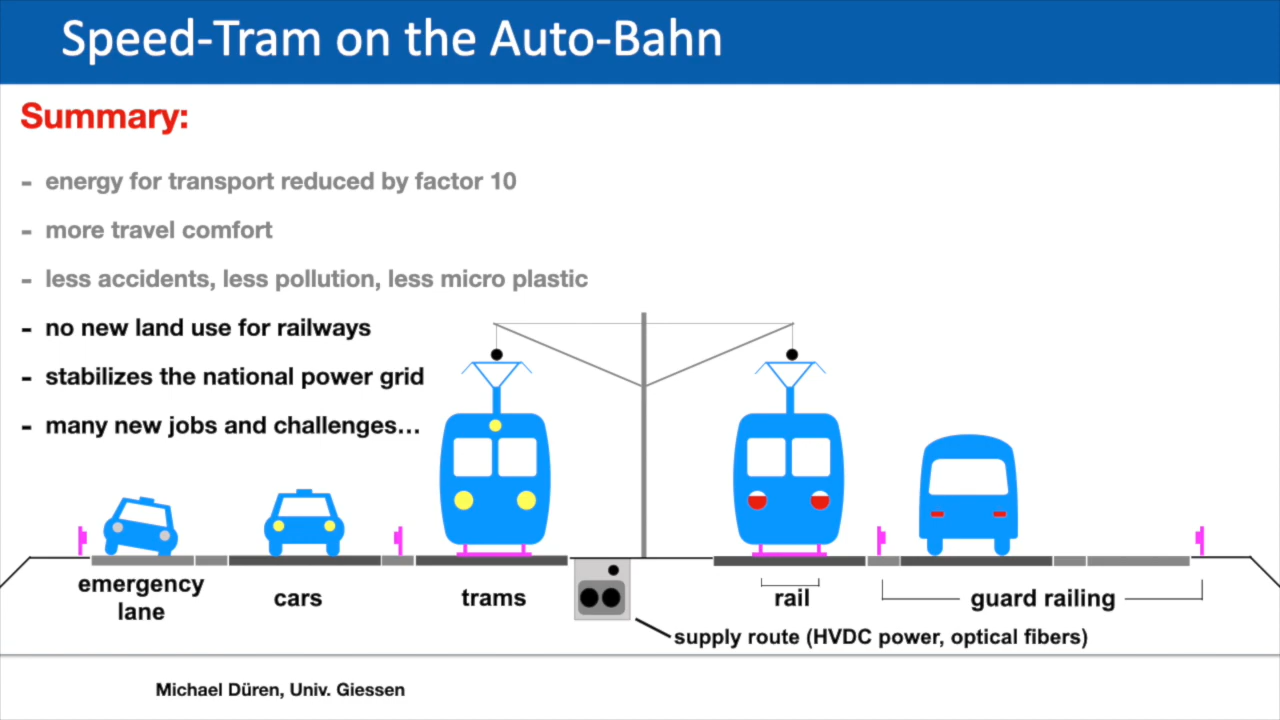 Speed-Tram on the Auto-Bahn
Summary:
- energy for transport reduced by factor 10
- more travel comfort
- less accidents, less pollution, less micro plastic
- no new land use for railways
- stabilizes the national power grid
- many new jobs and challenges…
emergency
lane
cars
trams
rail
guard railing
supply route (HVDC power, optical fibers)
Michael Düren, Univ. Giessen